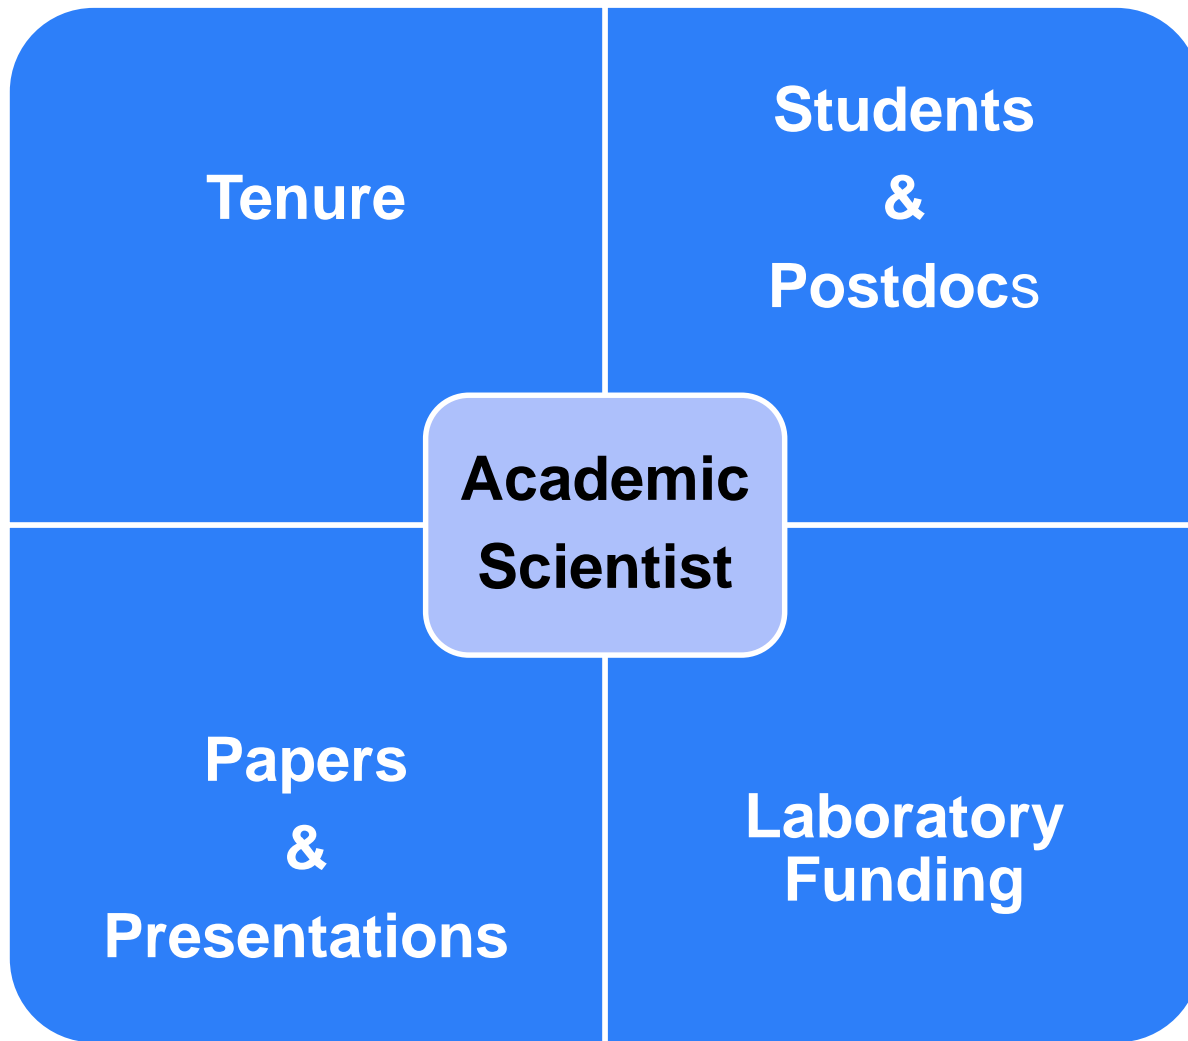 Tenure
Students
&
Postdocs
Academic
Scientist
Papers
&
Presentations
Laboratory
Funding